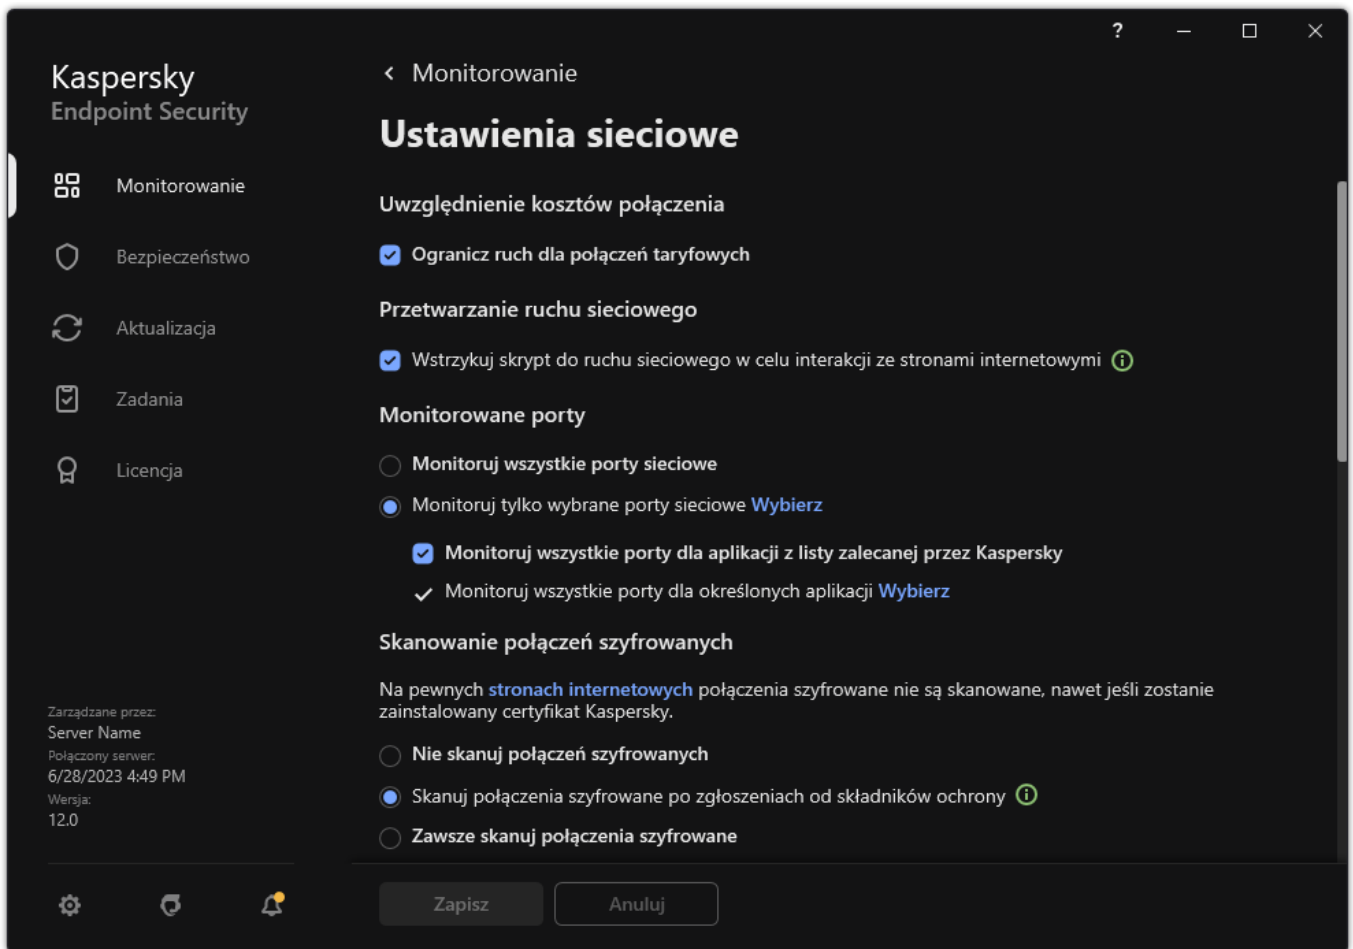 ?
Kaspersky
Endpoint Security
Monitorowanie
Bezpieczeństwo
Aktualizacja
Zadania
Licencja
Zarządzane przez:
Server Name
Połączony serwer:
6/28/2023 4:49 PM
Wersja:
12.0
Monitorowanie
Ustawienia sieciowe
Uwzględnienie kosztów połączenia
Ogranicz ruch dla połączeń taryfowych
Przetwarzanie ruchu sieciowego
Wstrzykuj skrypt do ruchu sieciowego w celu interakcji ze stronami internetowymi
Monitorowane porty
Monitoruj wszystkie porty sieciowe
Monitoruj tylko wybrane porty sieciowe Wybierz
Monitoruj wszystkie porty dla aplikacji z listy zalecanej przez Kaspersky
Monitoruj wszystkie porty dla określonych aplikacji Wybierz
Skanowanie połączeń szyfrowanych
Na pewnych stronach internetowych połączenia szyfrowane nie są skanowane, nawet jeśli zostanie
zainstalowany certyfikat Kaspersky.
Nie skanuj połączeń szyfrowanych
Skanuj połączenia szyfrowane po zgłoszeniach od składników ochrony
Zawsze skanuj połączenia szyfrowane
Zapisz
Anuluj